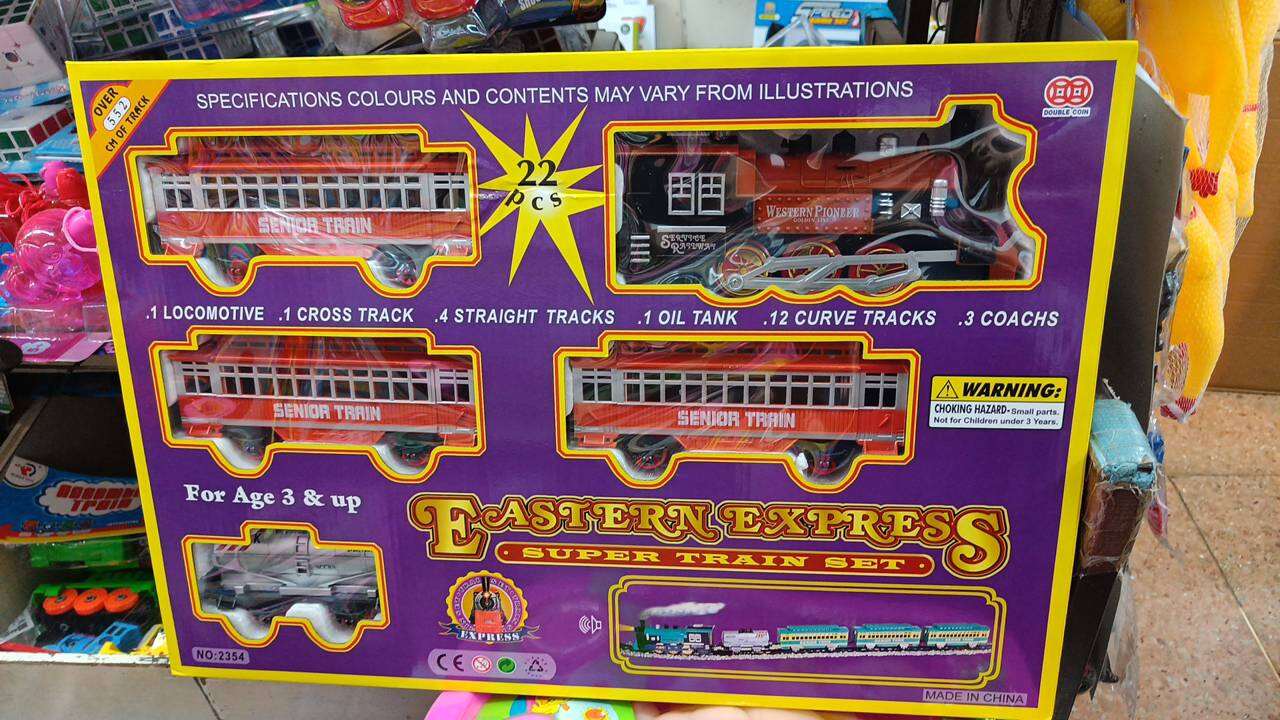 OVER
552
CM OF TRACK
SPECIFICATIONS COLOURS AND CONTENTS MAY VARY FROM ILLUSTRATIONS
DOUBLE COIN
22
pcs
SENIOR TRAIN
WESTERN PIONEER
SERVICE
RAILWAY
.1 LOCOMOTIVE .1 CROSS TRACK .4 STRAIGHT TRACKS .1 OIL TANK .12 CURVE TRACKS .3 COACHS
SENIOR TRAIN
SENIOR TRAIN
WARNING:
CHOKING HAZARD-Small parts.
Not for Children under 3 Years.
For Age 3 & up
EASTERN EXPRESS
· SUPER TRAIN SET ·
EXPRESS
NO:2354
CE
MADE IN CHINA